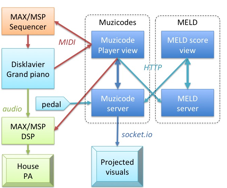 Muzicodes
MELD
MAX/MSP
Sequencer
MIDI
Muzicode
Player view
MELD score
view
Disklavier
Grand piano
HTTP
audio
pedal
Muzicode
server
MELD
server
MAX/MSP
DSP
socket.io
House
PA
Projected
visuals